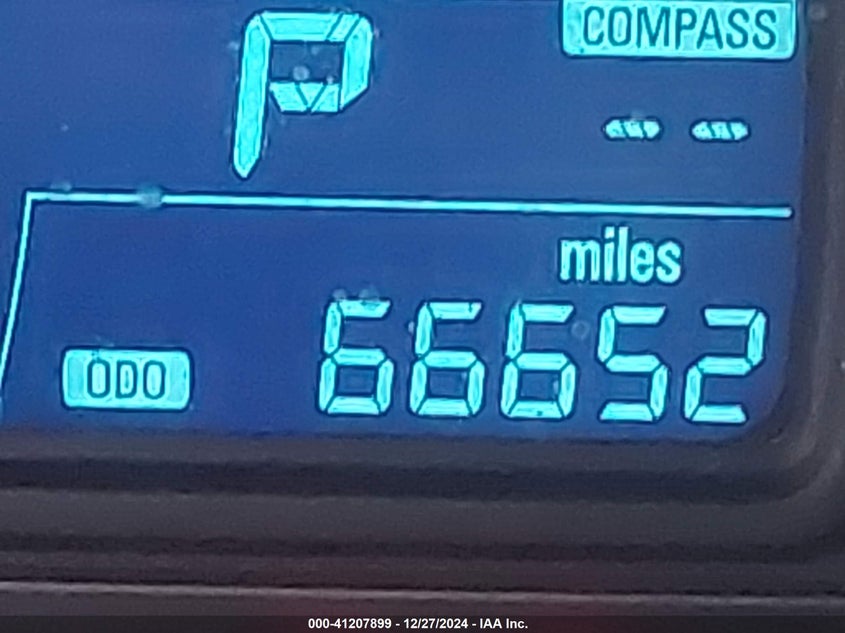 P
COMPASS
-- --
miles
ODO 66652
000-41207899 - 12/27/2024 - IAA Inc.